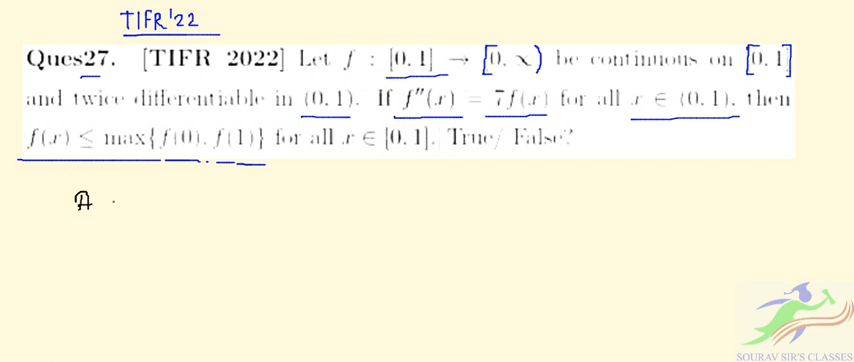 TIFR'22
Ques27. [TIFR 2022] Let f : [0, 1] → [0, ∞) be continuous on [0, 1]
and twice differentiable in (0, 1). If f''(x) = 7f(x) for all x ∈ (0, 1), then
f(x) ≤ max{f(0), f(1)} for all x ∈ [0, 1]. True/ False?
A
SOURAV SIR'S CLASSES